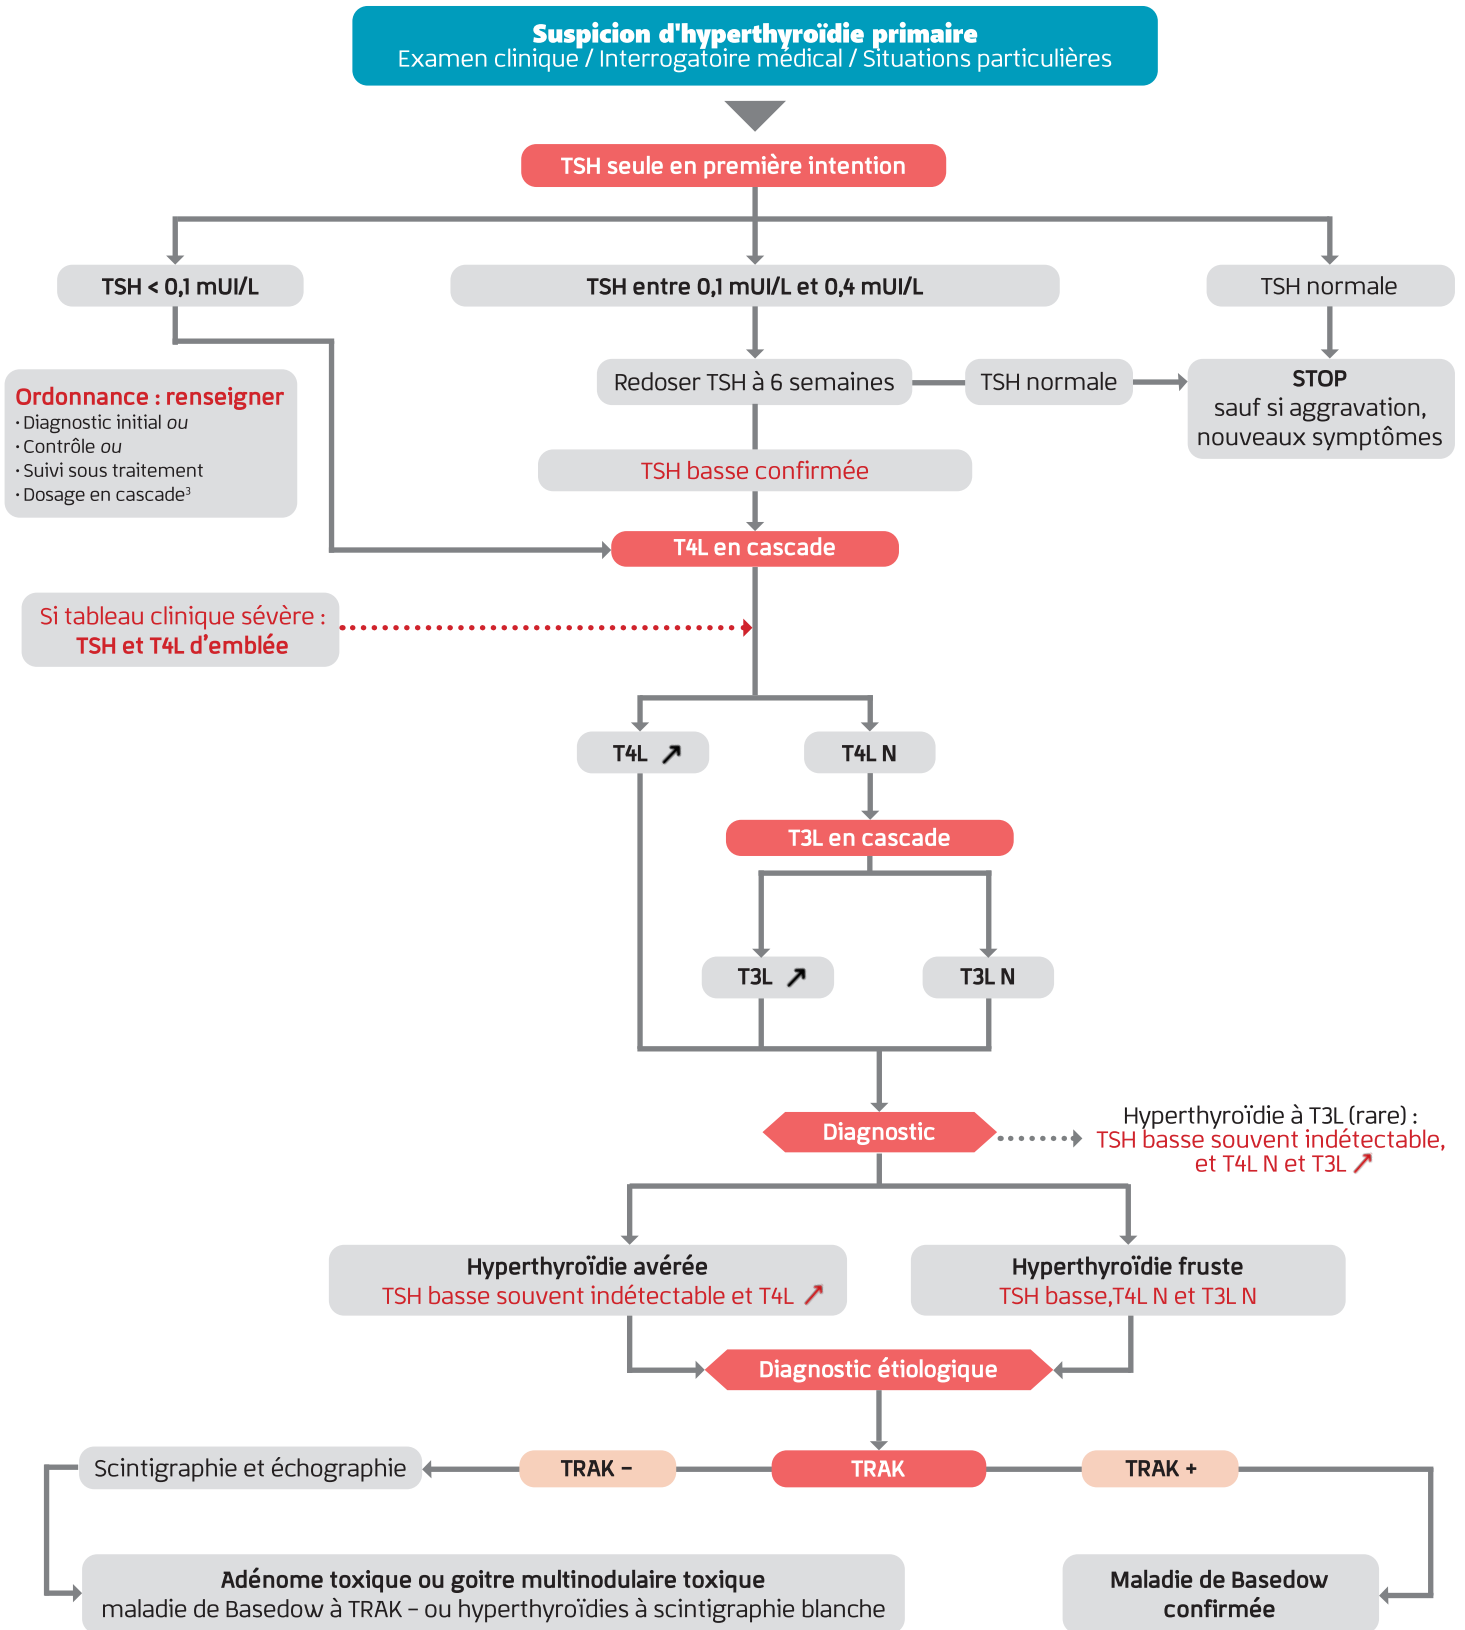 Suspicion d'hyperthyroïdie primaire
Examen clinique / Interrogatoire médical / Situations particulières
TSH seule en première intention
TSH < 0,1 mUI/L
TSH entre 0,1 mUI/L et 0,4 mUI/L
TSH normale
Redoser TSH à 6 semaines
TSH normale
STOP
sauf si aggravation,
nouveaux symptômes
Ordonnance : renseigner
· Diagnostic initial ou
· Contrôle ou
· Suivi sous traitement
· Dosage en cascade³
TSH basse confirmée
T4L en cascade
Si tableau clinique sévère :
TSH et T4L d’emblée
T4L ↗
T4L N
T3L en cascade
T3L ↗
T3L N
Diagnostic
Hyperthyroïdie à T3L (rare) :
TSH basse souvent indétectable,
et T4L N et T3L ↗
Hyperthyroïdie avérée
TSH basse souvent indétectable et T4L ↗
Hyperthyroïdie fruste
TSH basse,T4L N et T3L N
Diagnostic étiologique
Scintigraphie et échographie
TRAK –
TRAK
TRAK +
Adénome toxique ou goitre multinodulaire toxique
maladie de Basedow à TRAK – ou hyperthyroïdies à scintigraphie blanche
Maladie de Basedow
confirmée